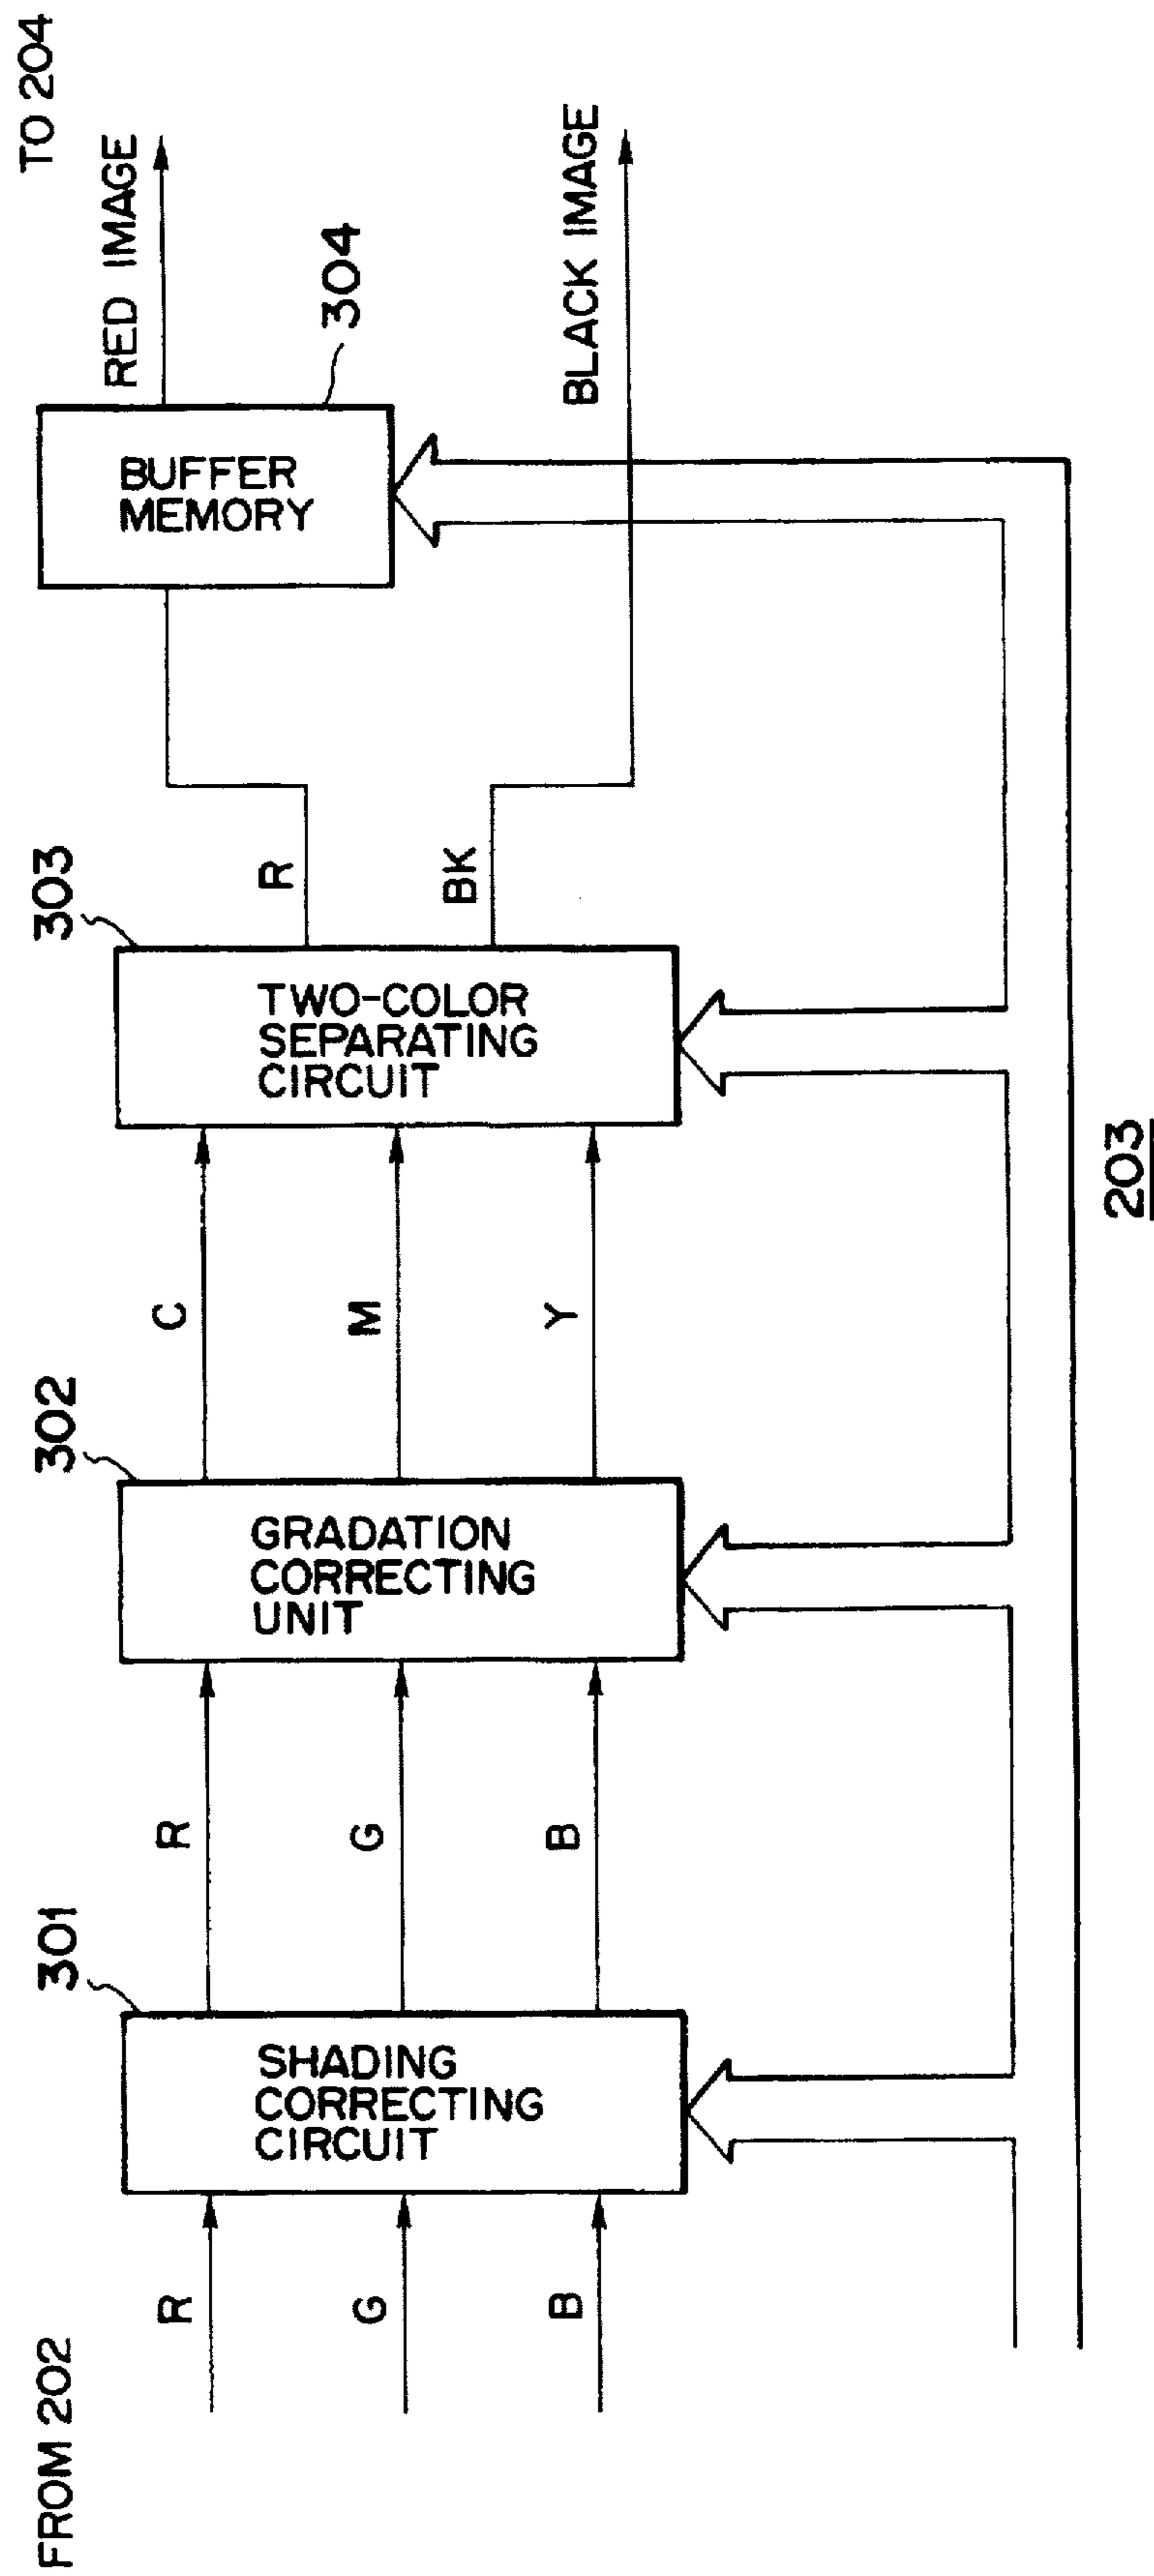 FROM 202
R
G
B
301
SHADING
CORRECTING
CIRCUIT
R
G
B
302
GRADATION
CORRECTING
UNIT
C
M
Y
303
TWO-COLOR
SEPARATING
CIRCUIT
R
BK
BUFFER
MEMORY
304
RED IMAGE
BLACK IMAGE
TO 204
203